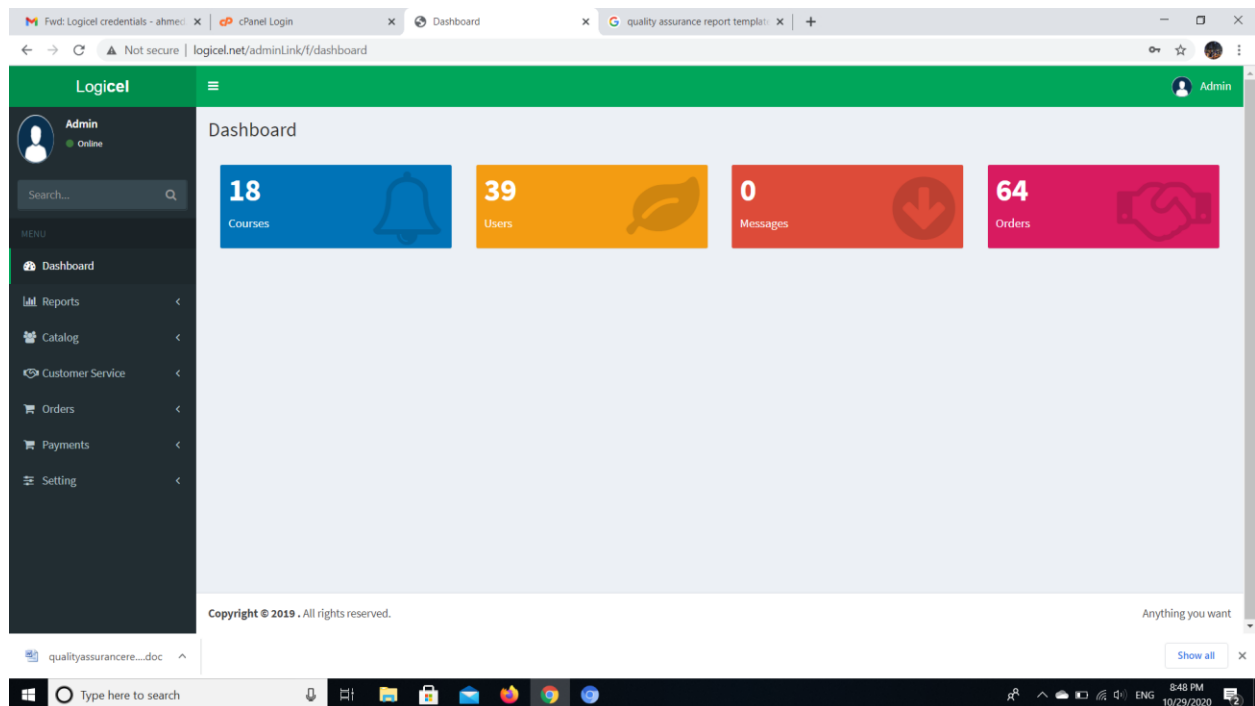 Fwd: Logicel credentials - ahmed.
cPanel Login
Dashboard
quality assurance report template
Not secure | logicel.net/adminLink/f/dashboard
Logicel
Admin
Admin
Online
Dashboard
Search...
18
Courses
39
Users
0
Messages
64
Orders
MENU
Dashboard
Reports
Catalog
Customer Service
Orders
Payments
Setting
Copyright © 2019 . All rights reserved.
Anything you want
qualityassurancere....doc
Show all
Type here to search
ENG
8:48 PM
10/29/2020
2